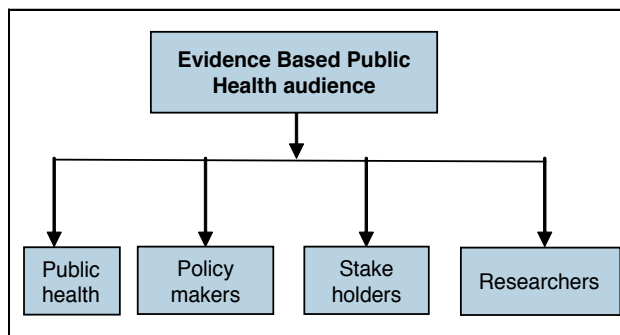 Evidence Based Public
Health audience
Public
health
Policy
makers
Stake
holders
Researchers